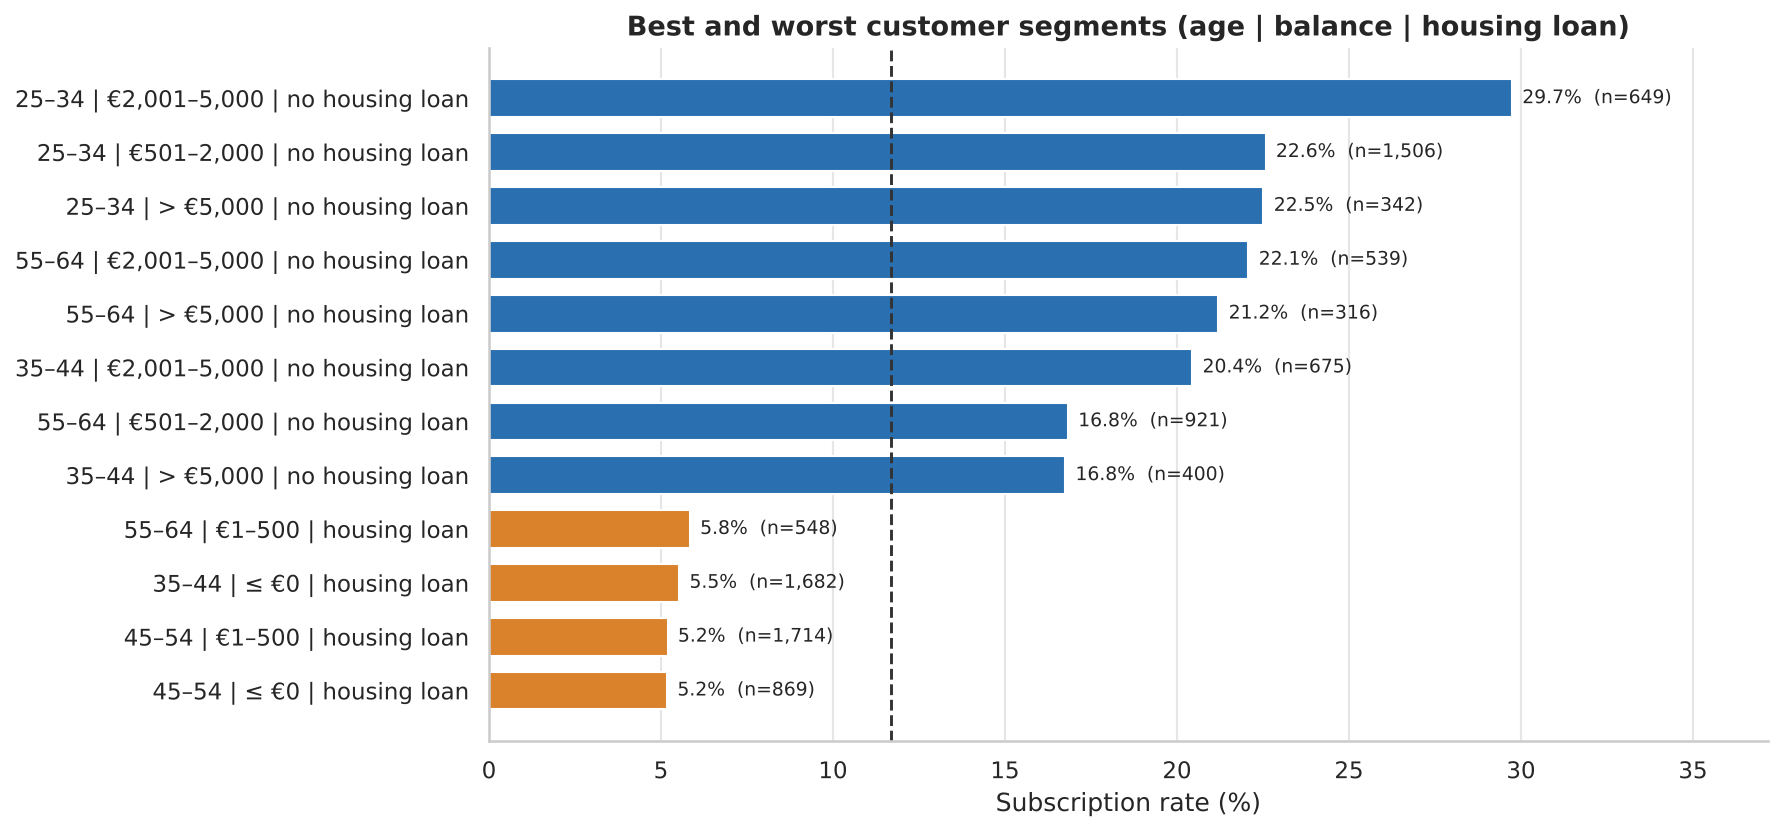 Best and worst customer segments (age | balance | housing loan)
25–34 | €2,001–5,000 | no housing loan 29.7% (n=649)
25–34 | €501–2,000 | no housing loan 22.6% (n=1,506)
25–34 | > €5,000 | no housing loan 22.5% (n=342)
55–64 | €2,001–5,000 | no housing loan 22.1% (n=539)
55–64 | > €5,000 | no housing loan 21.2% (n=316)
35–44 | €2,001–5,000 | no housing loan 20.4% (n=675)
55–64 | €501–2,000 | no housing loan 16.8% (n=921)
35–44 | > €5,000 | no housing loan 16.8% (n=400)
55–64 | €1–500 | housing loan 5.8% (n=548)
35–44 | ≤ €0 | housing loan 5.5% (n=1,682)
45–54 | €1–500 | housing loan 5.2% (n=1,714)
45–54 | ≤ €0 | housing loan 5.2% (n=869)
0 5 10 15 20 25 30 35
Subscription rate (%)